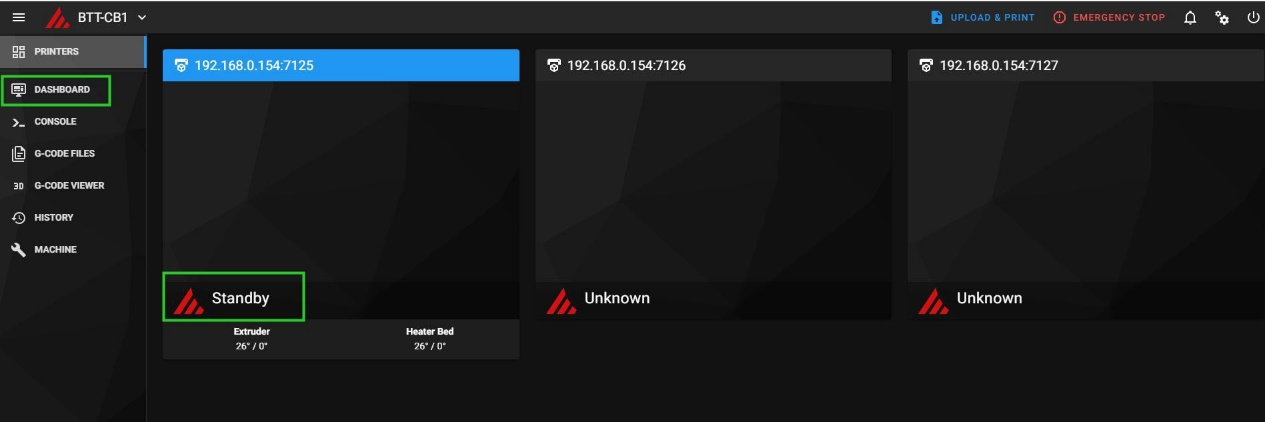 BTT-CB1
UPLOAD & PRINT
EMERGENCY STOP
PRINTERS
DASHBOARD
CONSOLE
G-CODE FILES
3D G-CODE VIEWER
HISTORY
MACHINE
192.168.0.154:7125
Standby
Extruder
26° / 0°
Heater Bed
26° / 0°
192.168.0.154:7126
Unknown
192.168.0.154:7127
Unknown